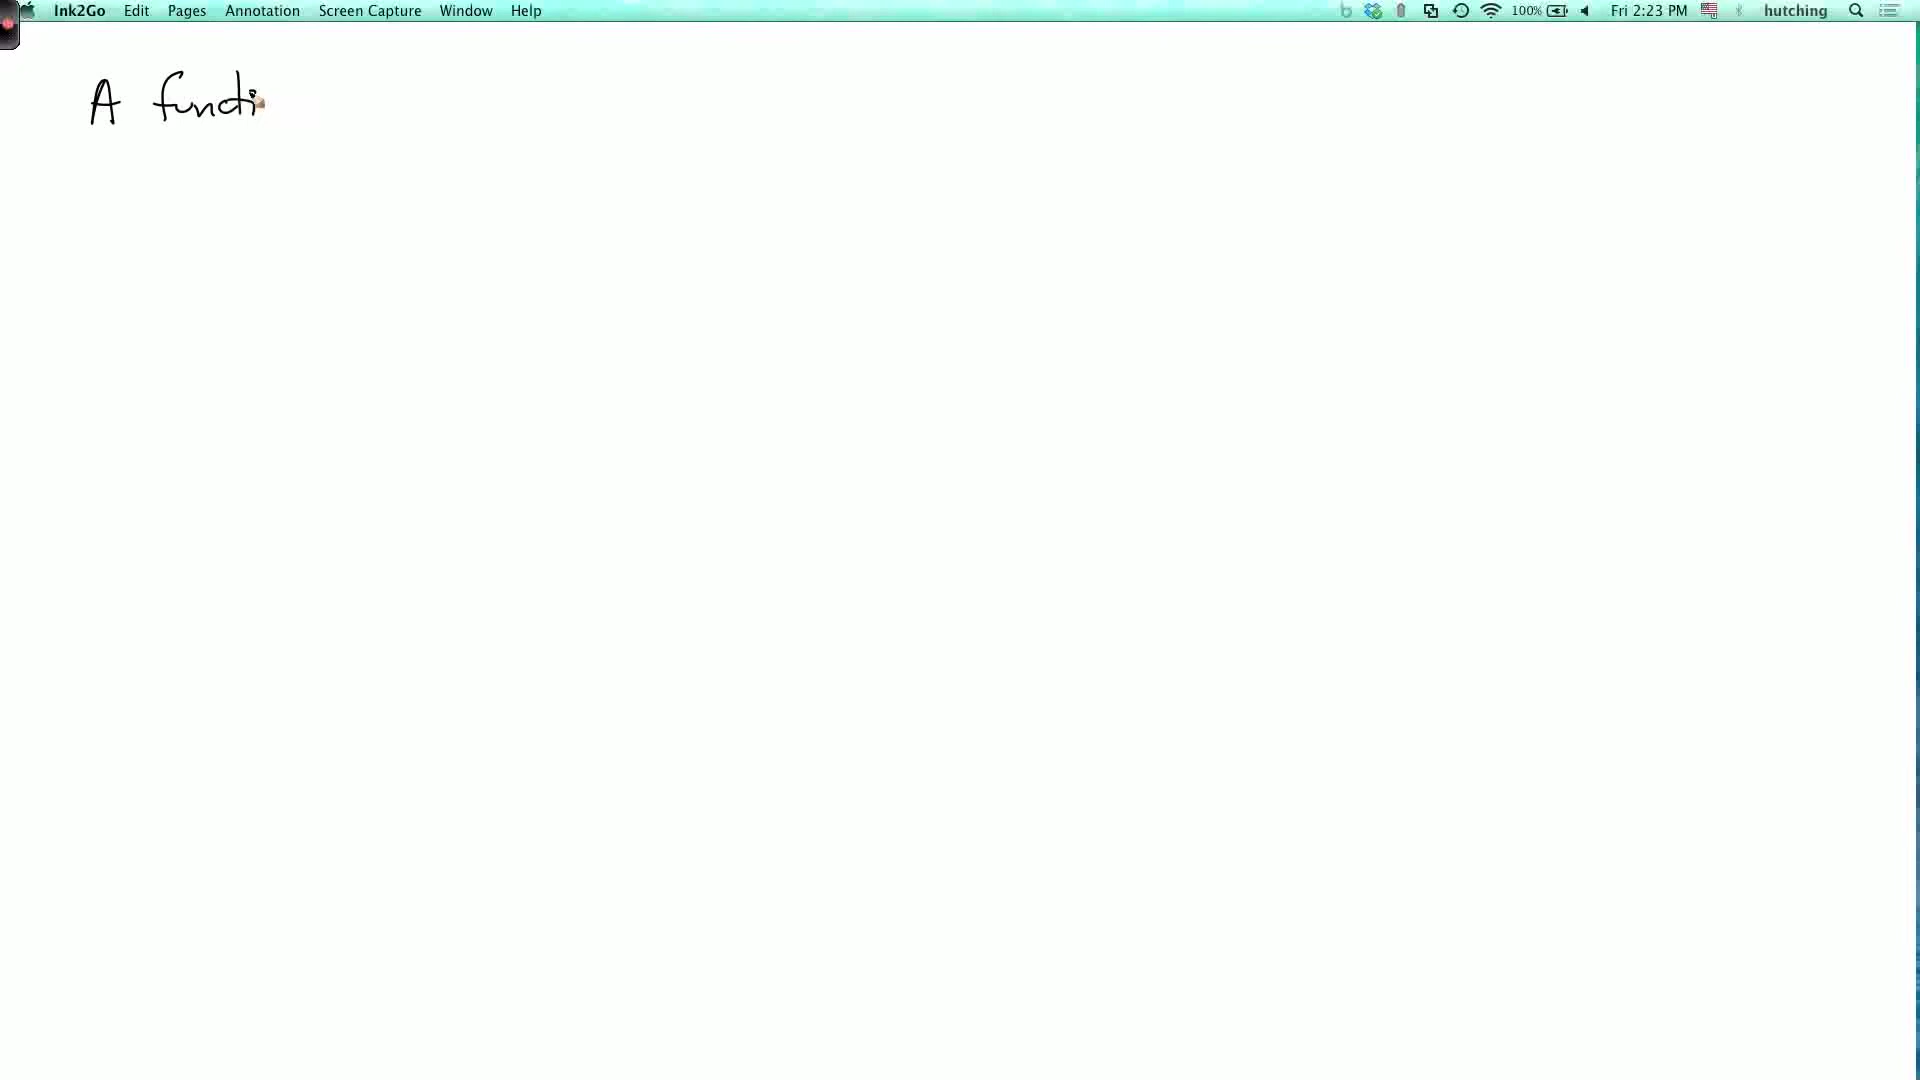 Ink2Go Edit Pages Annotation Screen Capture Window Help 100% Fri 2:23 PM hutching
A functi